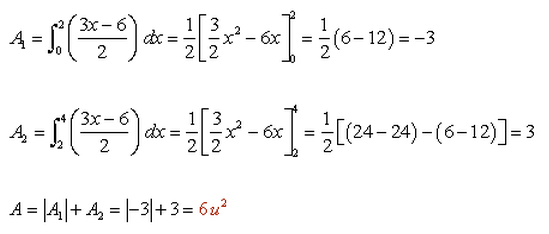 A₁ = ∫₀² ((3x − 6)/2) dx = 1/2 [3/2 x² − 6x]₀² = 1/2 (6 − 12) = −3
A₂ = ∫₂⁴ ((3x − 6)/2) dx = 1/2 [3/2 x² − 6x]₂⁴ = 1/2 [(24 − 24) − (6 − 12)] = 3
A = |A₁| + A₂ = |−3| + 3 = 6u²